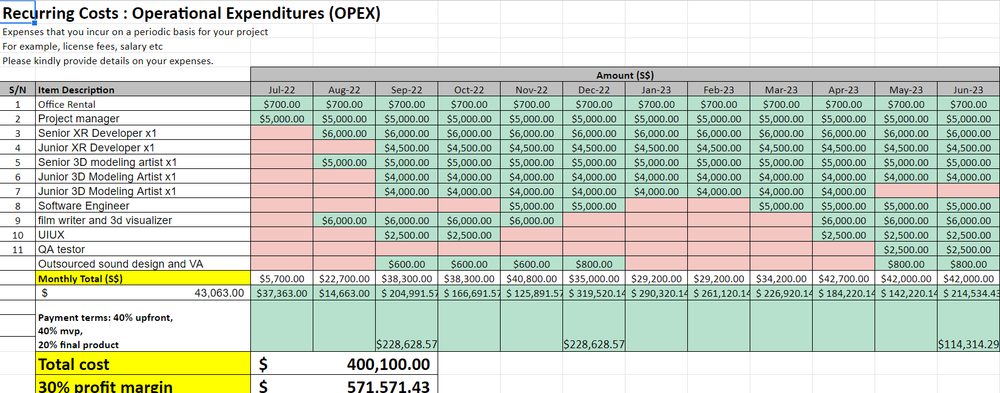 Recurring Costs : Operational Expenditures (OPEX)
Expenses that you incur on a periodic basis for your project
For example, license fees, salary etc
Please kindly provide details on your expenses.
Amount (S$)
S/N Item Description Jul-22 Aug-22 Sep-22 Oct-22 Nov-22 Dec-22 Jan-23 Feb-23 Mar-23 Apr-23 May-23 Jun-23
1 Office Rental $700.00 $700.00 $700.00 $700.00 $700.00 $700.00 $700.00 $700.00 $700.00 $700.00 $700.00 $700.00
2 Project manager $5,000.00 $5,000.00 $5,000.00 $5,000.00 $5,000.00 $5,000.00 $5,000.00 $5,000.00 $5,000.00 $5,000.00 $5,000.00 $5,000.00
3 Senior XR Developer x1 $6,000.00 $6,000.00 $6,000.00 $6,000.00 $6,000.00 $6,000.00 $6,000.00 $6,000.00 $6,000.00 $6,000.00 $6,000.00
4 Junior XR Developer x1 $4,500.00 $4,500.00 $4,500.00 $4,500.00 $4,500.00 $4,500.00 $4,500.00 $4,500.00 $4,500.00 $4,500.00
5 Senior 3D modeling artist x1 $5,000.00 $5,000.00 $5,000.00 $5,000.00 $5,000.00 $5,000.00 $5,000.00 $5,000.00 $5,000.00 $5,000.00 $5,000.00
6 Junior 3D Modeling Artist x1 $4,000.00 $4,000.00 $4,000.00 $4,000.00 $4,000.00 $4,000.00 $4,000.00 $4,000.00 $4,000.00 $4,000.00
7 Junior 3D Modeling Artist x1 $4,000.00 $4,000.00 $4,000.00 $4,000.00 $4,000.00 $4,000.00 $4,000.00 $4,000.00
8 Software Engineer $5,000.00 $5,000.00 $5,000.00 $5,000.00 $5,000.00 $5,000.00
9 film writer and 3d visualizer $6,000.00 $6,000.00 $6,000.00 $6,000.00 $6,000.00 $6,000.00 $6,000.00
10 UIUX $2,500.00 $2,500.00 $2,500.00 $2,500.00 $2,500.00
11 QA testor $2,500.00 $2,500.00
Outsourced sound design and VA $600.00 $600.00 $600.00 $800.00 $800.00 $800.00
Monthly Total (S$) $5,700.00 $22,700.00 $38,300.00 $38,300.00 $40,800.00 $35,000.00 $29,200.00 $29,200.00 $34,200.00 $42,700.00 $42,000.00 $42,000.00
$ 43,063.00 $37,363.00 $14,663.00 $ 204,991.57 $ 166,691.57 $ 125,891.57 $ 319,520.14 $ 290,320.14 $ 261,120.14 $ 226,920.14 $ 184,220.14 $ 142,220.14 $ 214,534.43
Payment terms: 40% upfront,
40% mvp,
20% final product $228,628.57 $228,628.57 $114,314.29
Total cost $ 400,100.00
30% profit margin $ 571,571.43